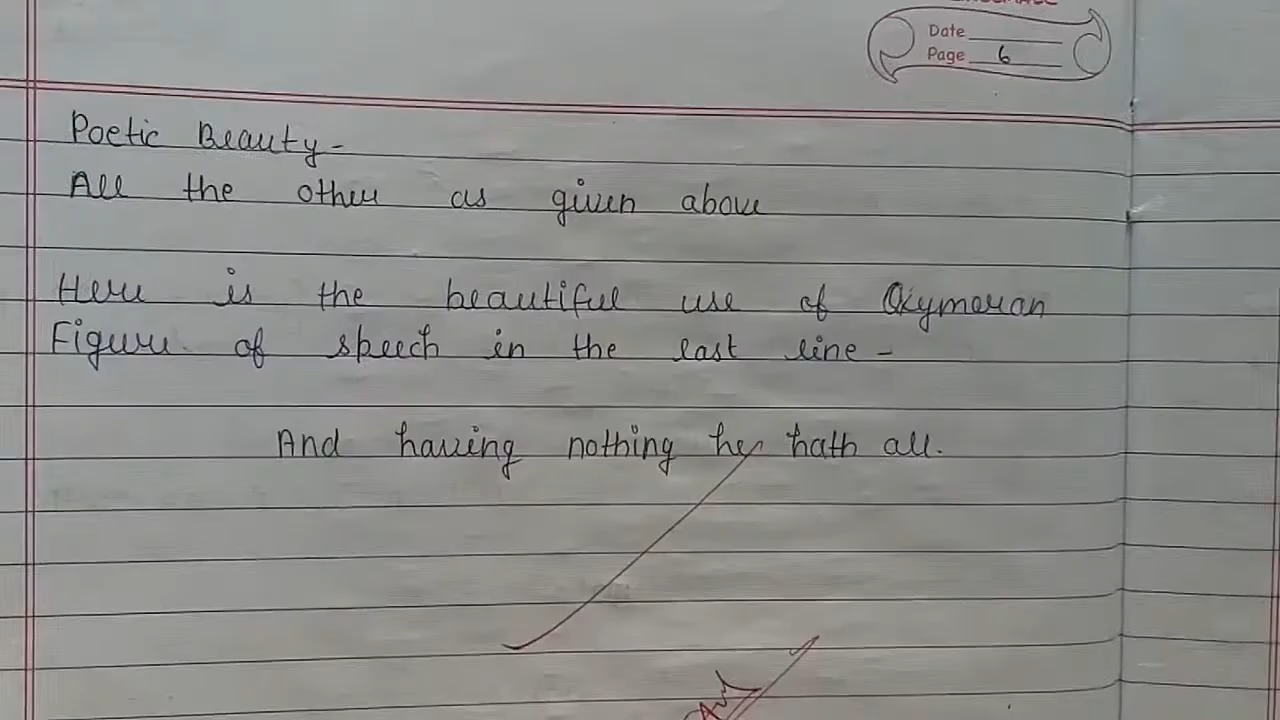 Date
Page 6
Poetic Beauty-
All the other as given above
Here is the beautiful use of Oxymoran
Figure of speech in the last line -
And having nothing he hath all.